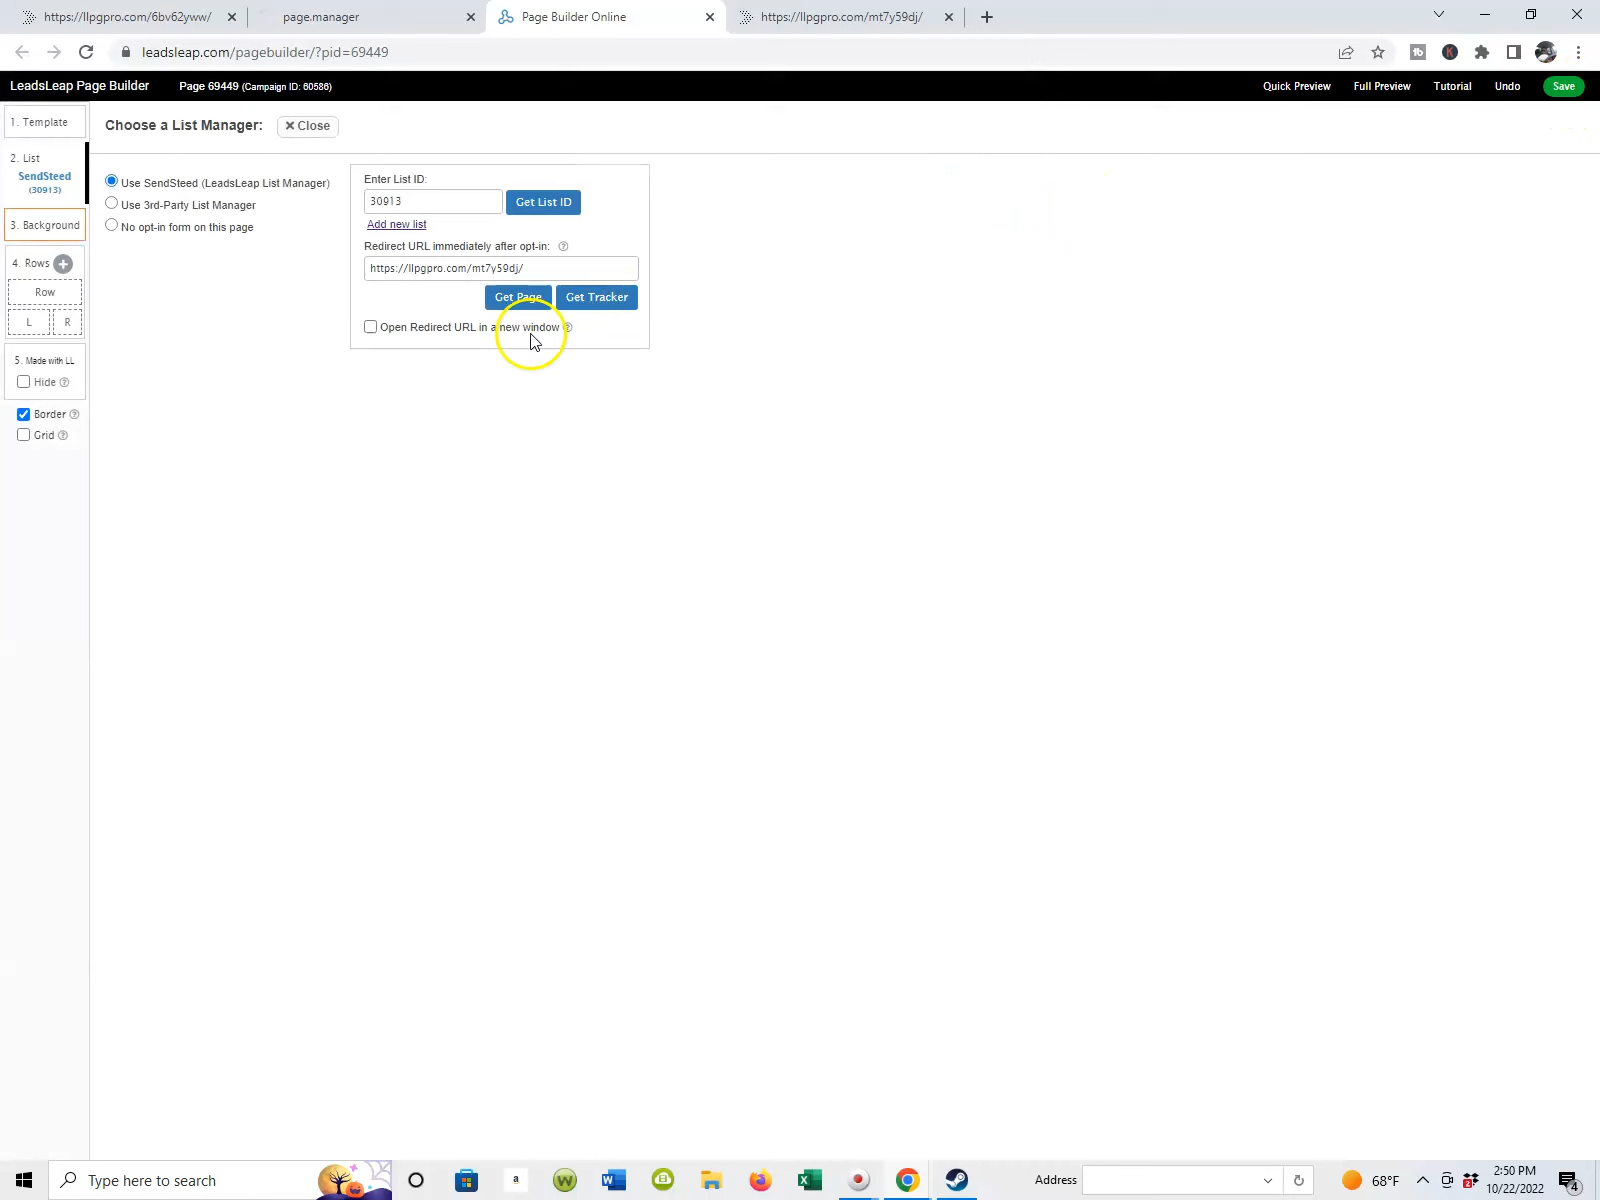 https://llpgpro.com/6bv62yww/
page.manager
Page Builder Online
https://llpgpro.com/mt7y59dj/
leadsleap.com/pagebuilder/?pid=69449
LeadsLeap Page Builder
Page 69449 (Campaign ID: 60586)
Quick Preview
Full Preview
Tutorial
Undo
Save
1. Template
2. List
SendSteed
(30913)
3. Background
4. Rows
Row
L
R
5. Made with LL
Hide
Border
Grid
Choose a List Manager:
Close
Use SendSteed (LeadsLeap List Manager)
Use 3rd-Party List Manager
No opt-in form on this page
Enter List ID:
30913
Get List ID
Add new list
Redirect URL immediately after opt-in:
https://llpgpro.com/mt7y59dj/
Get Page
Get Tracker
Open Redirect URL in a new window
Type here to search
Address
68°F
2:50 PM
10/22/2022
4